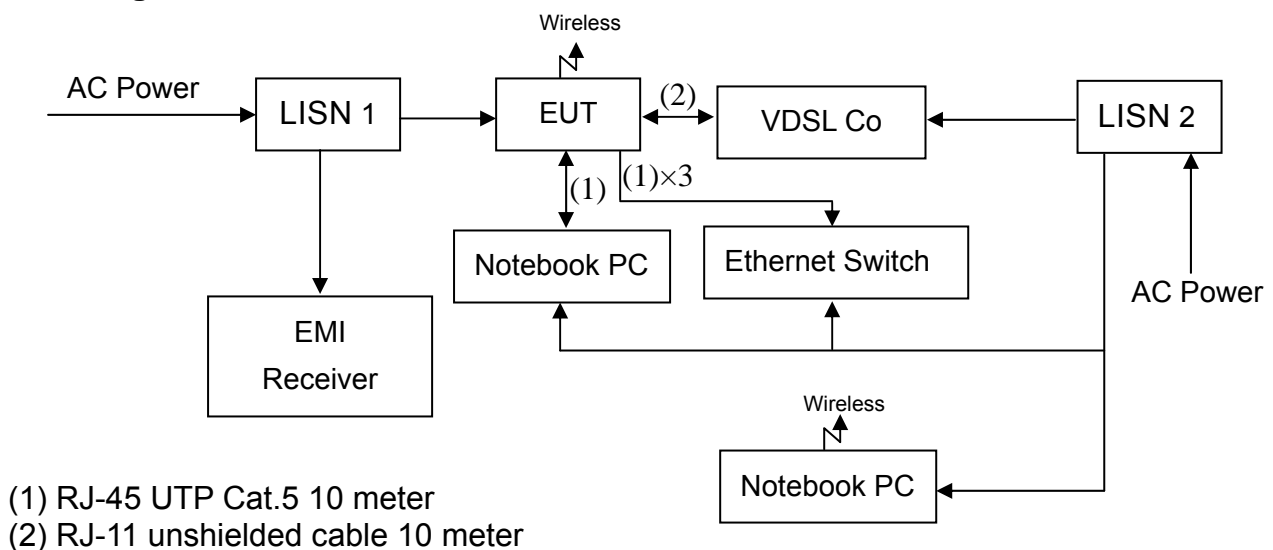 Wireless
AC Power
LISN 1
EUT
(2)
VDSL Co
LISN 2
(1)
(1)×3
Notebook PC
Ethernet Switch
AC Power
EMI
Receiver
Wireless
Notebook PC
(1) RJ-45 UTP Cat.5 10 meter
(2) RJ-11 unshielded cable 10 meter